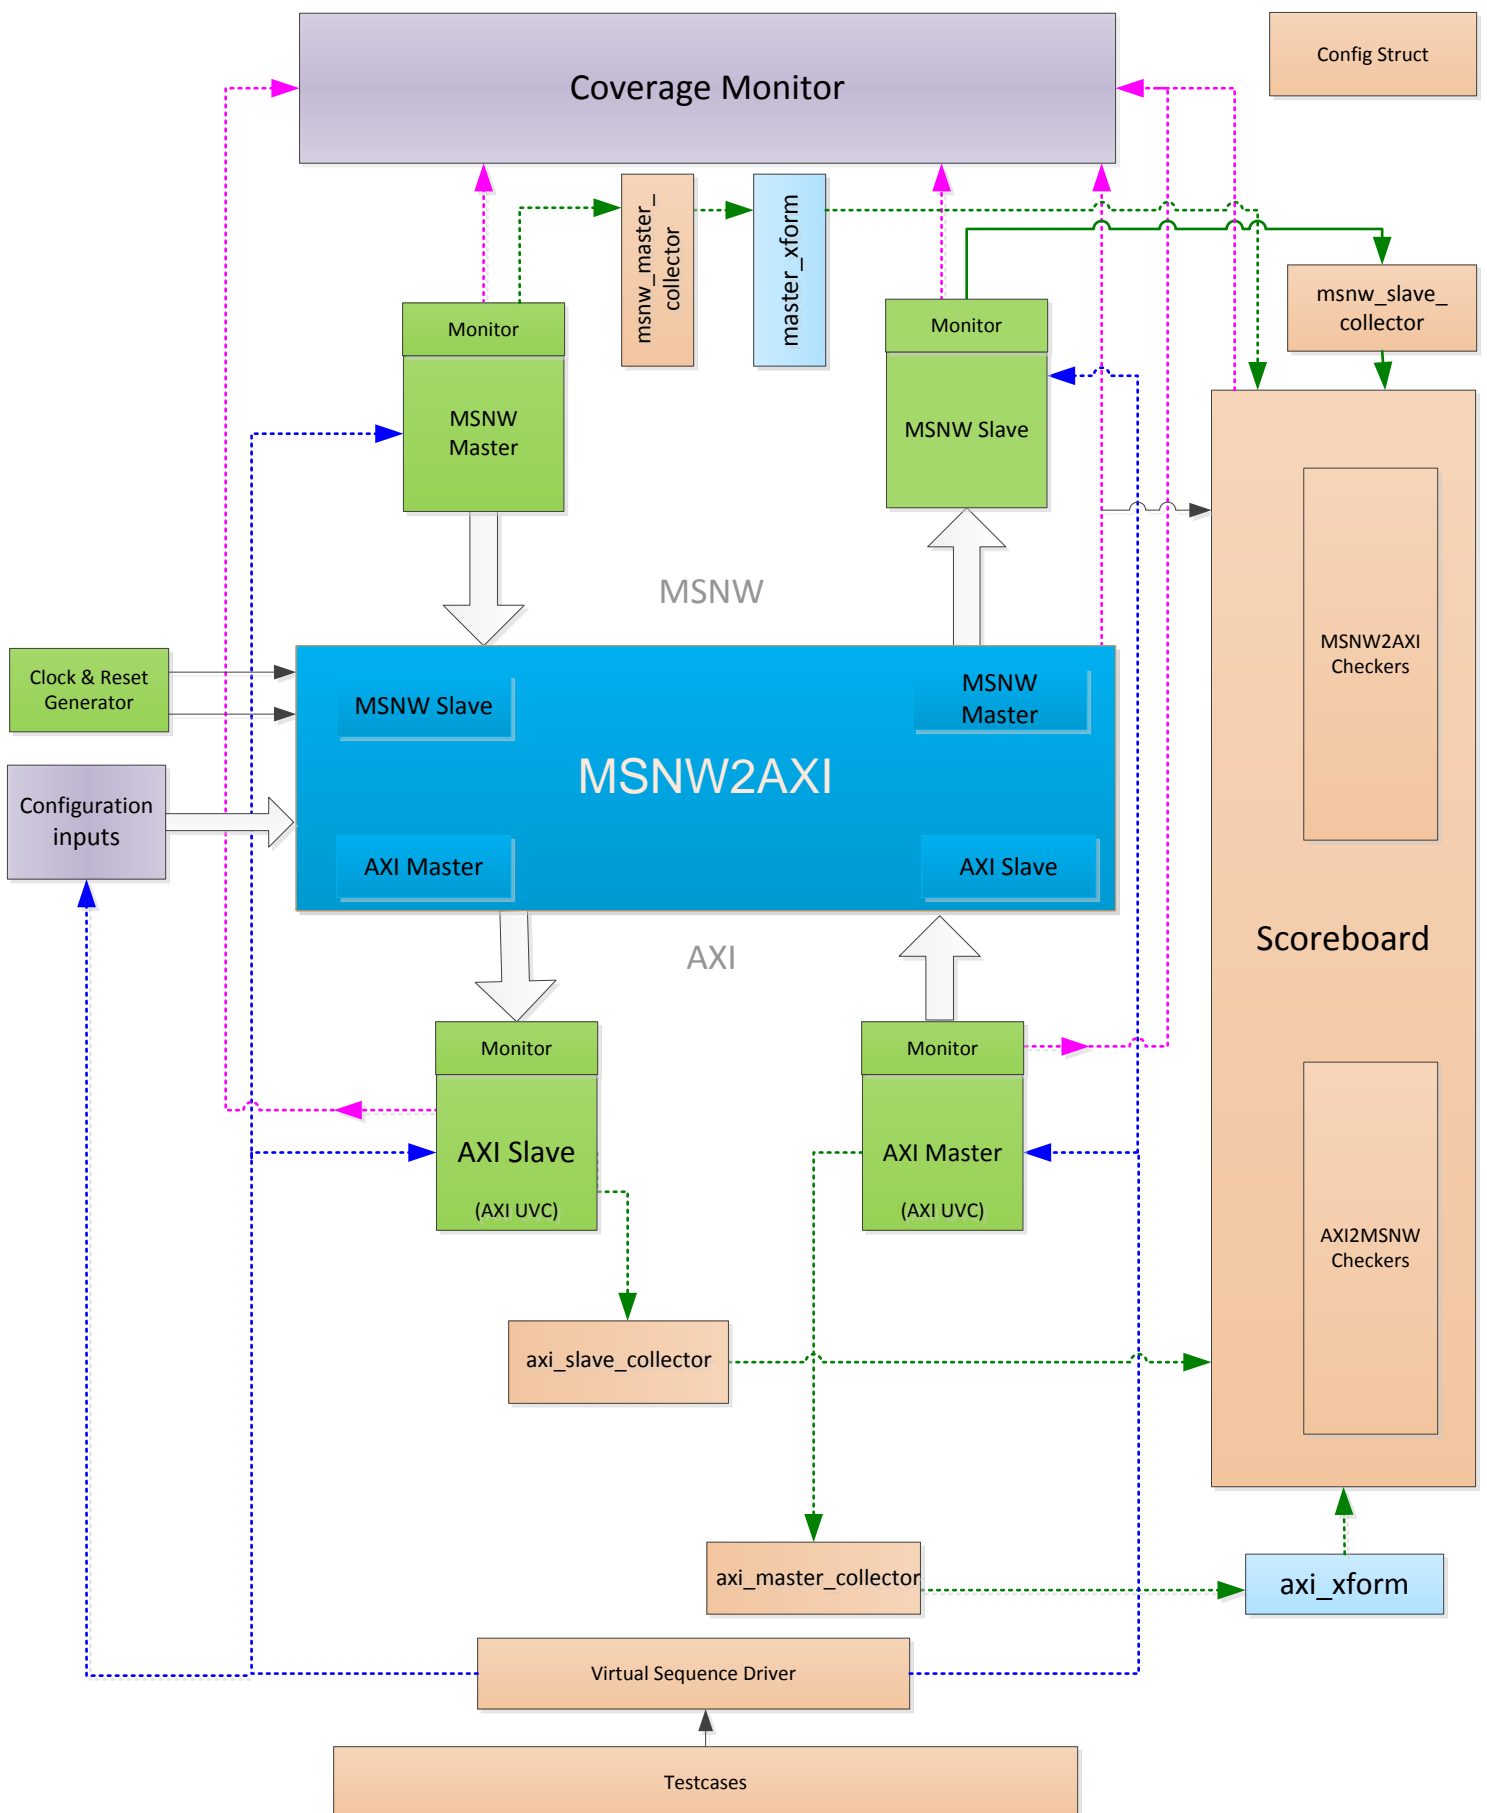 Coverage Monitor
Config Struct
msnw_master_
collector
master_xform
msnw_slave_
collector
Monitor
MSNW
Master
Monitor
MSNW Slave
MSNW
MSNW2AXI
Checkers
Clock & Reset
Generator
MSNW Slave
MSNW
Master
MSNW2AXI
Configuration
inputs
AXI Master
AXI Slave
Scoreboard
AXI
Monitor
AXI Slave
(AXI UVC)
Monitor
AXI Master
(AXI UVC)
AXI2MSNW
Checkers
axi_slave_collector
axi_master_collector
axi_xform
Virtual Sequence Driver
Testcases